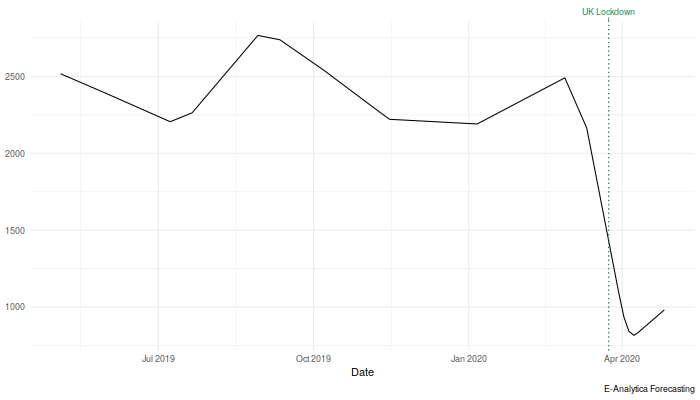 UK Lockdown
2500
2000
1500
1000
Jul 2019
Oct 2019
Jan 2020
Apr 2020
Date
E-Analytica Forecasting